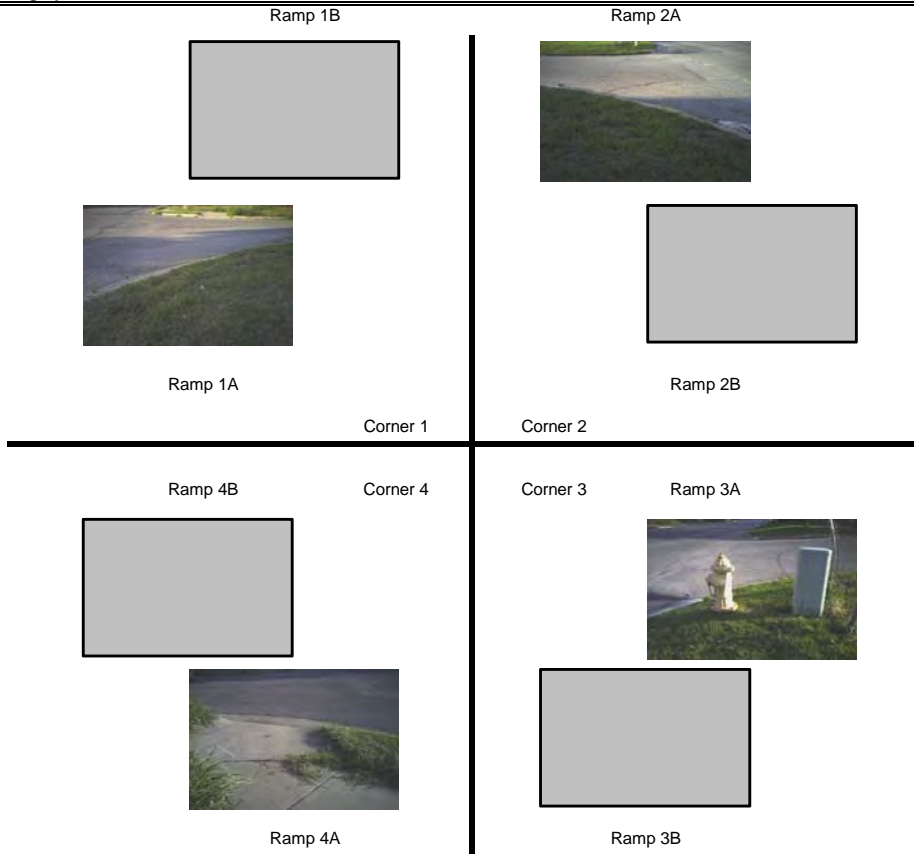 Ramp 1B
Ramp 2A
Ramp 1A
Ramp 2B
Corner 1
Corner 2
Ramp 4B
Corner 4
Corner 3
Ramp 3A
Ramp 4A
Ramp 3B